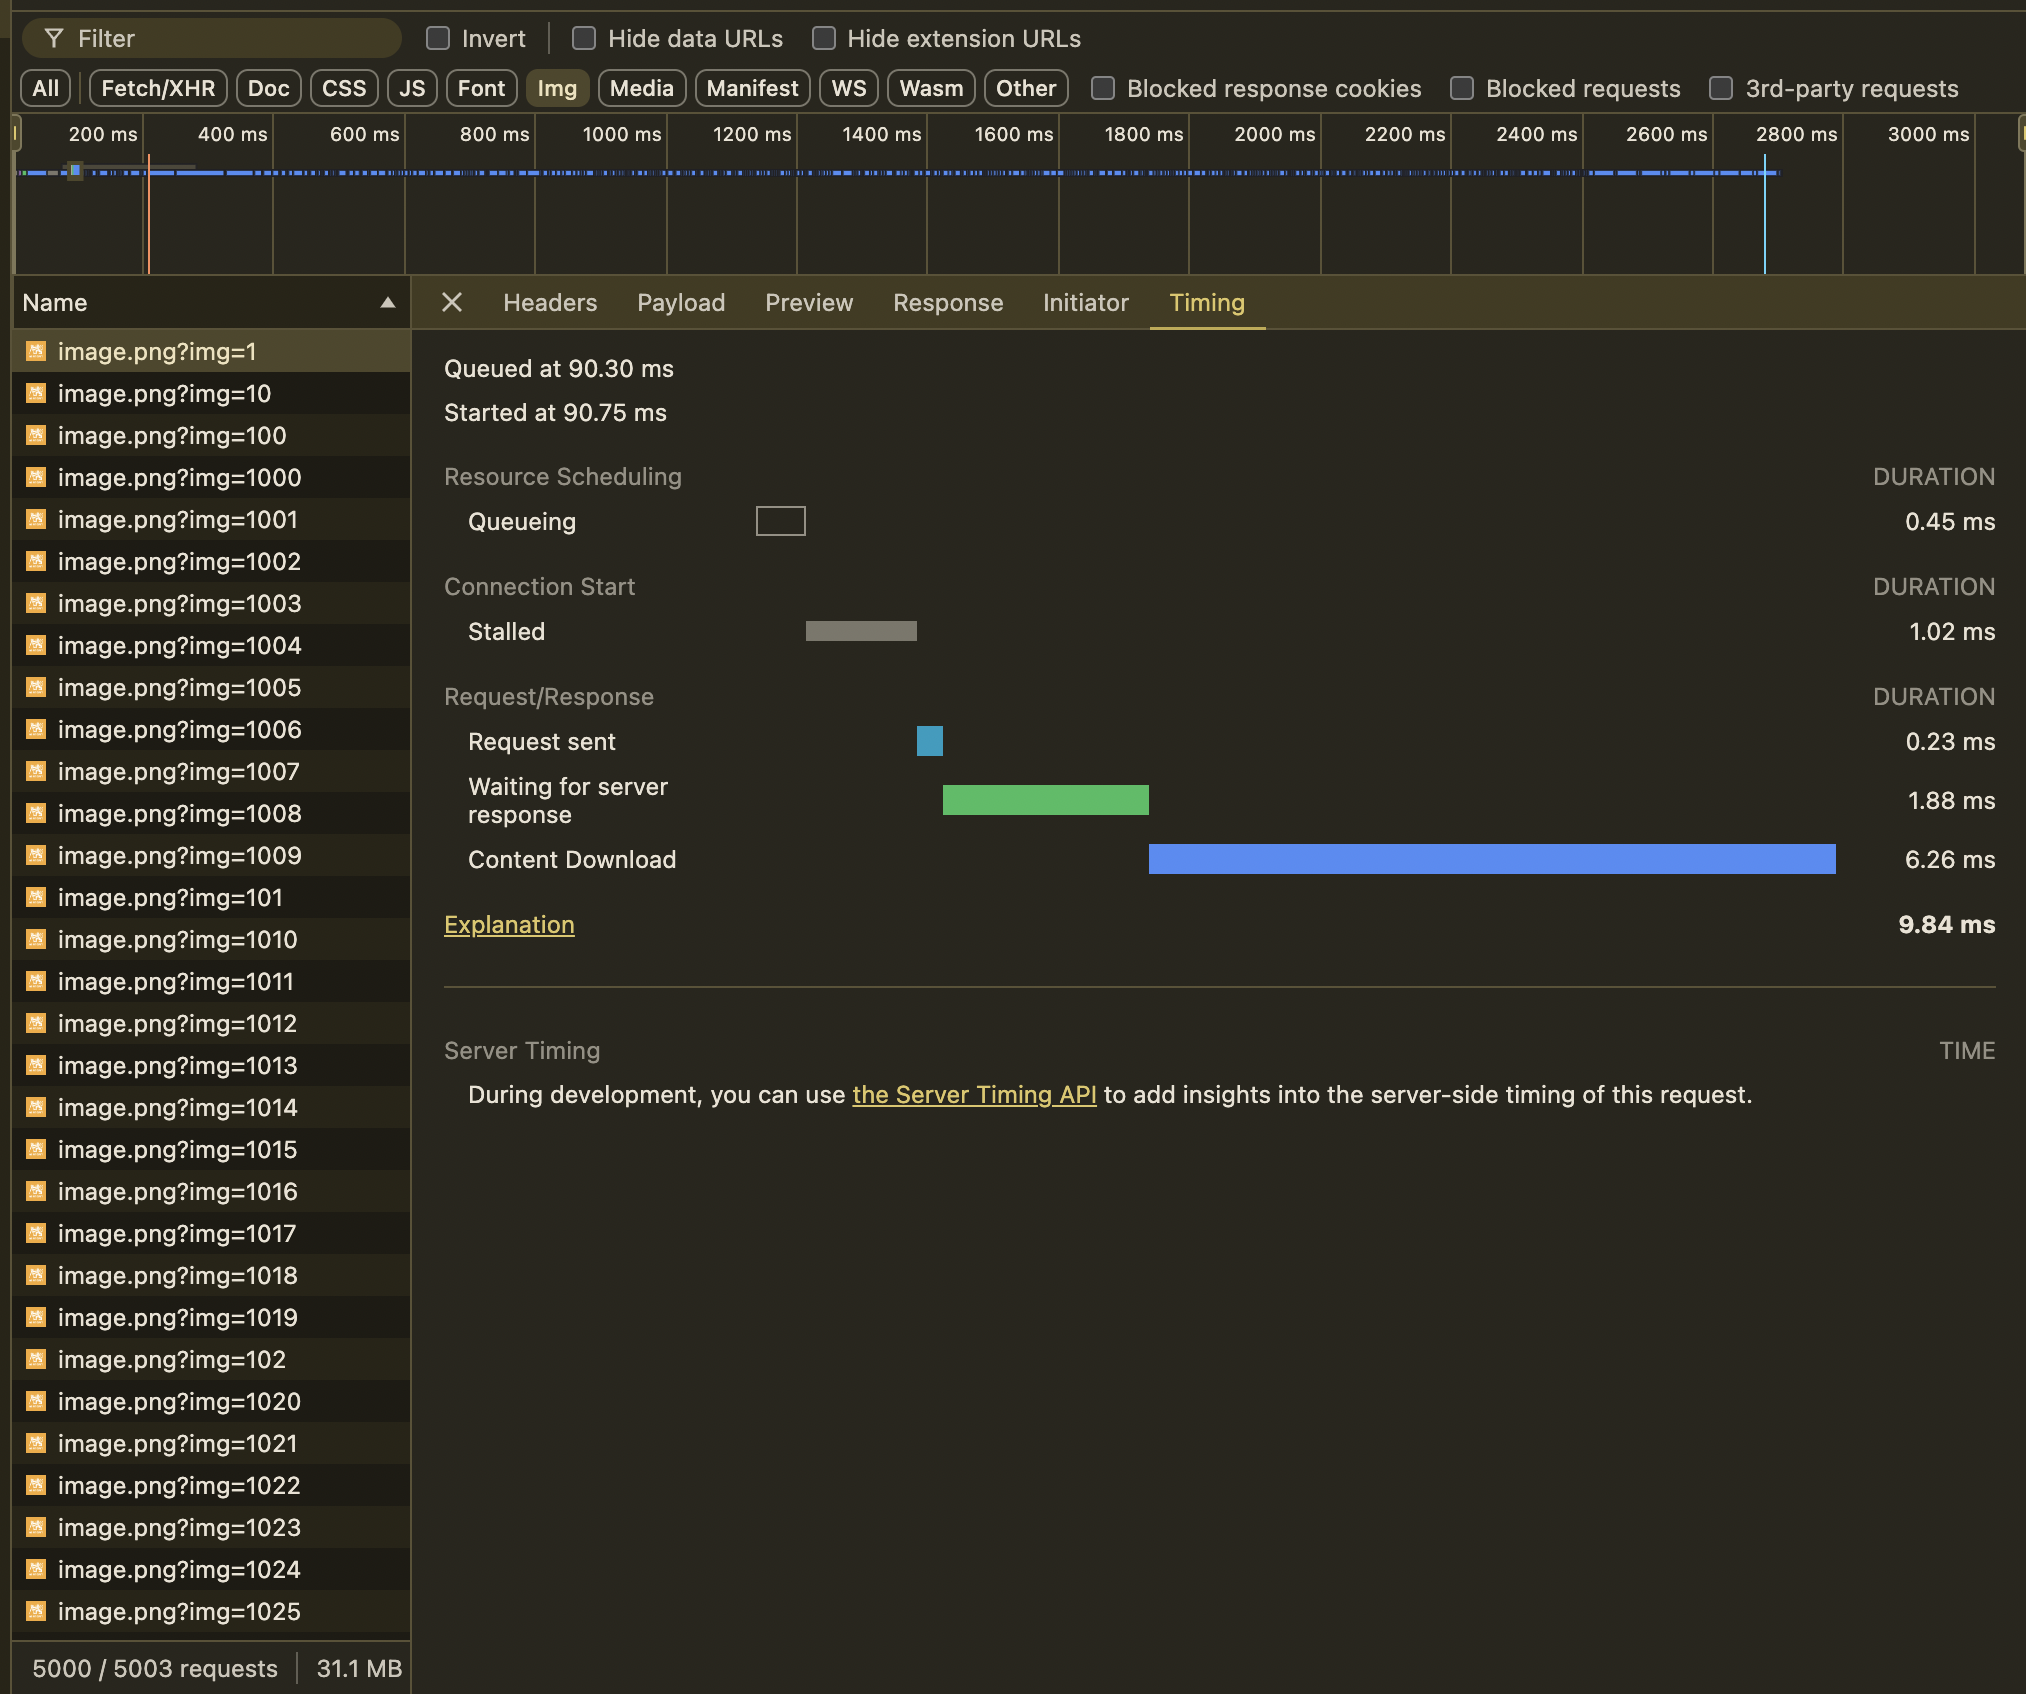 Filter Invert Hide data URLs Hide extension URLs
All Fetch/XHR Doc CSS JS Font Img Media Manifest WS Wasm Other Blocked response cookies Blocked requests 3rd-party requests
200 ms 400 ms 600 ms 800 ms 1000 ms 1200 ms 1400 ms 1600 ms 1800 ms 2000 ms 2200 ms 2400 ms 2600 ms 2800 ms 3000 ms
Name
image.png?img=1
image.png?img=10
image.png?img=100
image.png?img=1000
image.png?img=1001
image.png?img=1002
image.png?img=1003
image.png?img=1004
image.png?img=1005
image.png?img=1006
image.png?img=1007
image.png?img=1008
image.png?img=1009
image.png?img=101
image.png?img=1010
image.png?img=1011
image.png?img=1012
image.png?img=1013
image.png?img=1014
image.png?img=1015
image.png?img=1016
image.png?img=1017
image.png?img=1018
image.png?img=1019
image.png?img=102
image.png?img=1020
image.png?img=1021
image.png?img=1022
image.png?img=1023
image.png?img=1024
image.png?img=1025
5000 / 5003 requests 31.1 MB
Headers Payload Preview Response Initiator Timing
Queued at 90.30 ms
Started at 90.75 ms
Resource Scheduling DURATION
Queueing 0.45 ms
Connection Start DURATION
Stalled 1.02 ms
Request/Response DURATION
Request sent 0.23 ms
Waiting for server
response 1.88 ms
Content Download 6.26 ms
Explanation 9.84 ms
Server Timing TIME
During development, you can use the Server Timing API to add insights into the server-side timing of this request.